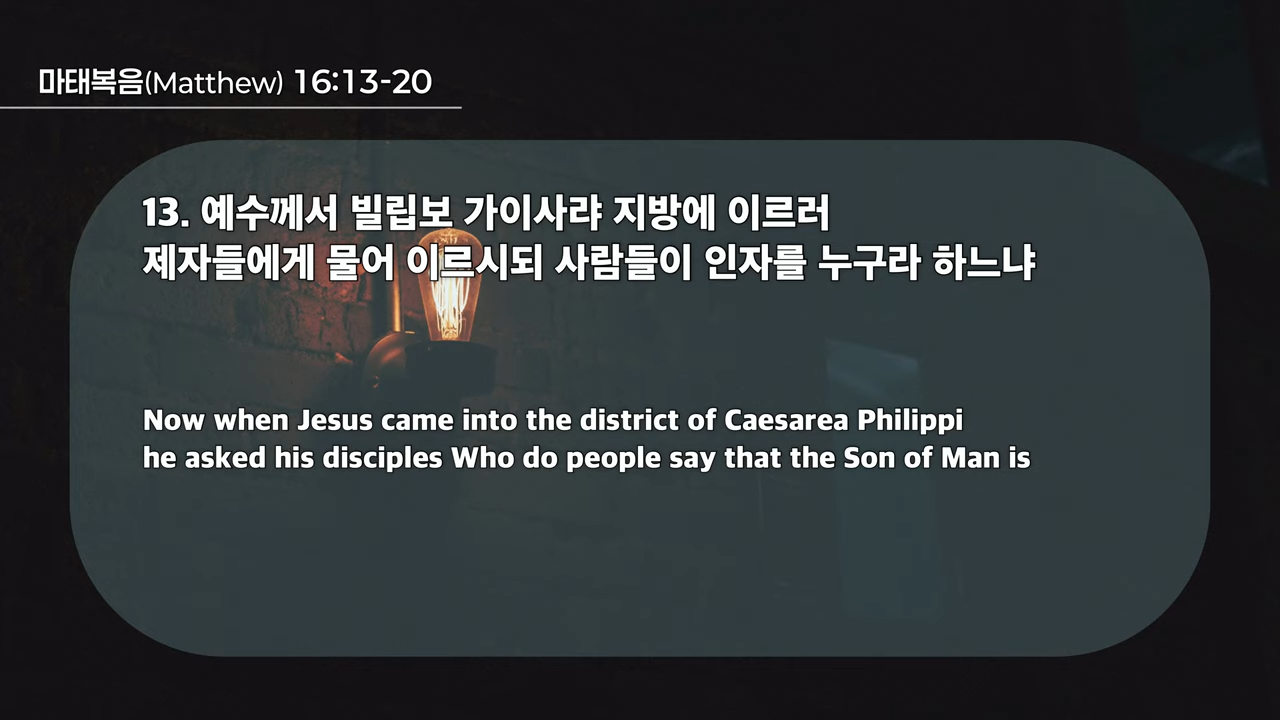 마태복음(Matthew) 16:13-20
13. 예수께서 빌립보 가이사랴 지방에 이르러
제자들에게 물어 이르시되 사람들이 인자를 누구라 하느냐
Now when Jesus came into the district of Caesarea Philippi
he asked his disciples Who do people say that the Son of Man is